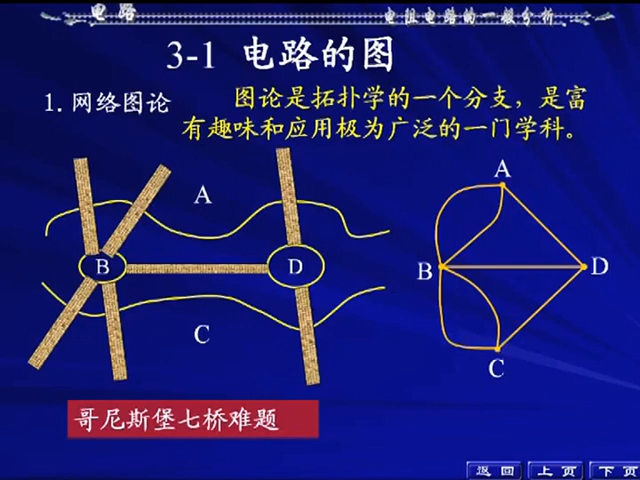 电路
电阻电路的一般分析
3-1 电路的图
1.网络图论
图论是拓扑学的一个分支，是富
有趣味和应用极为广泛的一门学科。
A
B
D
C
A
B
D
C
哥尼斯堡七桥难题
返回 上页 下页